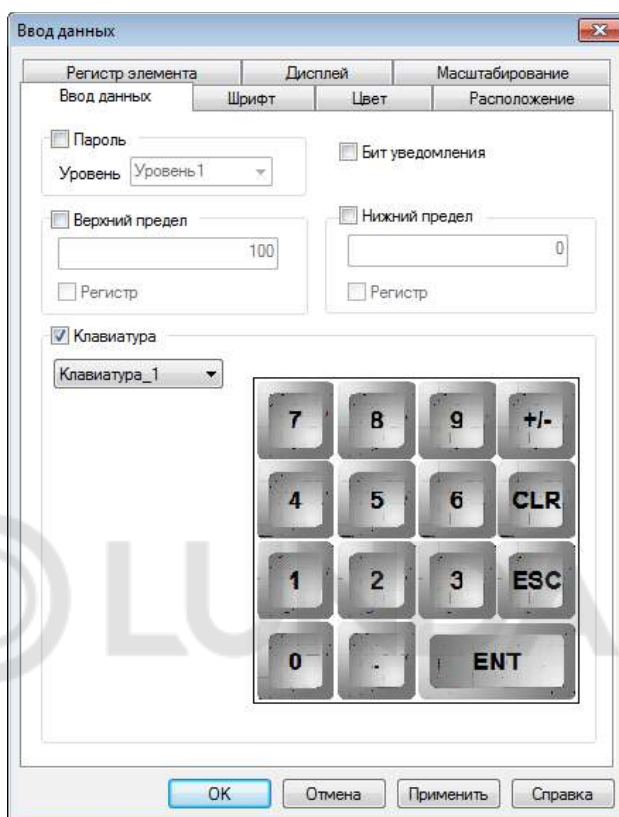 Ввод данных
Регистр элемента Дисплей Масштабирование
Ввод данных Шрифт Цвет Расположение
Пароль
Бит уведомления
Уровень Уровень1
Верхний предел Нижний предел
100 0
Регистр Регистр
Клавиатура
Клавиатура_1
7 8 9 +/-
4 5 6 CLR
1 2 3 ESC
0 . ENT
OK Отмена Применить Справка